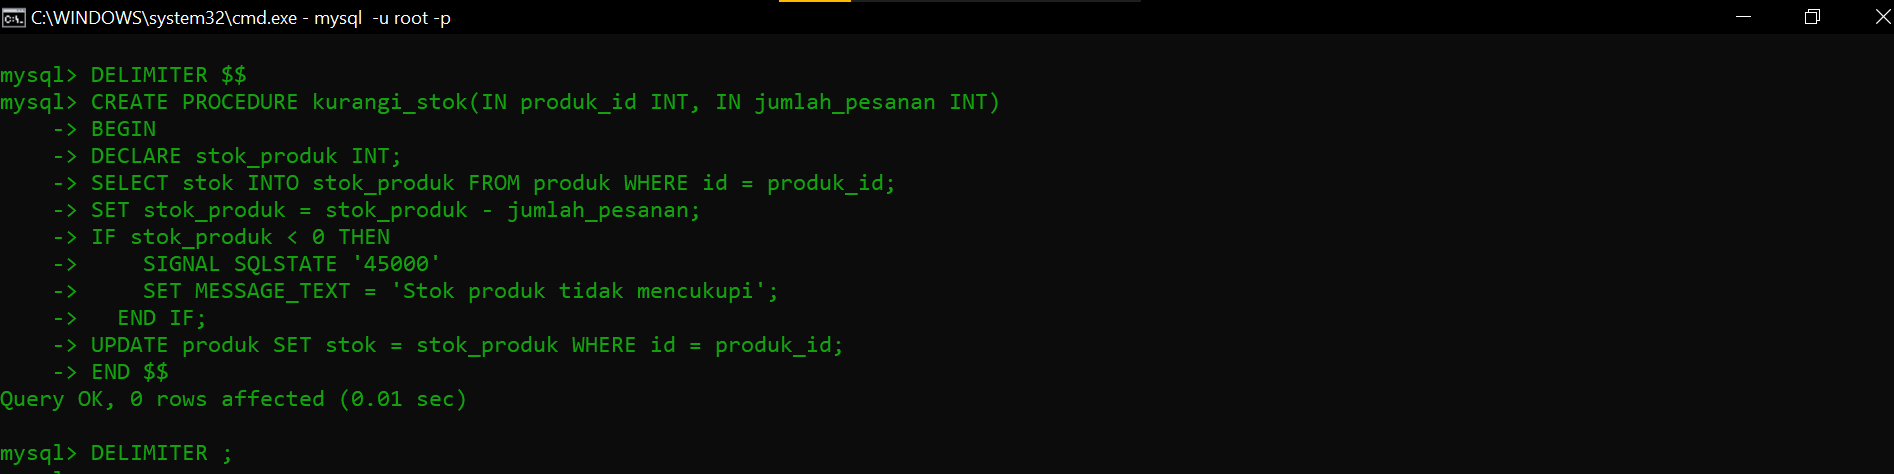 C:\WINDOWS\system32\cmd.exe - mysql  -u root -p
mysql> DELIMITER $$
mysql> CREATE PROCEDURE kurangi_stok(IN produk_id INT, IN jumlah_pesanan INT)
    -> BEGIN
    -> DECLARE stok_produk INT;
    -> SELECT stok INTO stok_produk FROM produk WHERE id = produk_id;
    -> SET stok_produk = stok_produk - jumlah_pesanan;
    -> IF stok_produk < 0 THEN
    ->     SIGNAL SQLSTATE '45000'
    ->     SET MESSAGE_TEXT = 'Stok produk tidak mencukupi';
    ->   END IF;
    -> UPDATE produk SET stok = stok_produk WHERE id = produk_id;
    -> END $$
Query OK, 0 rows affected (0.01 sec)
mysql> DELIMITER ;